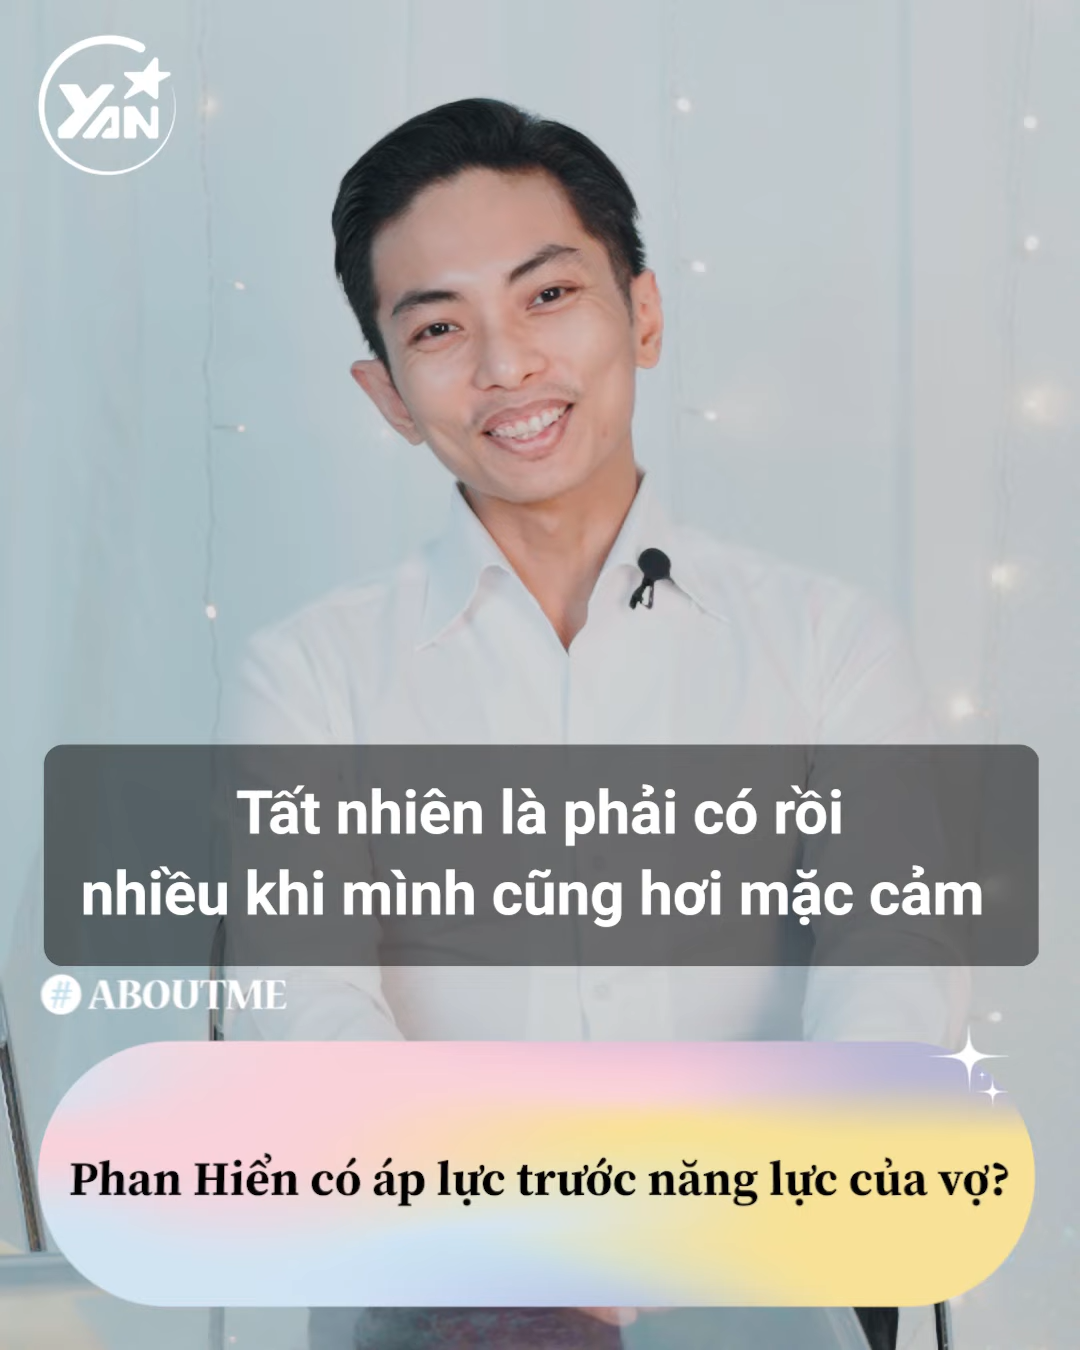 YAN
Tất nhiên là phải có rồi
nhiều khi mình cũng hơi mặc cảm
# ABOUTME
Phan Hiển có áp lực trước năng lực của vợ?